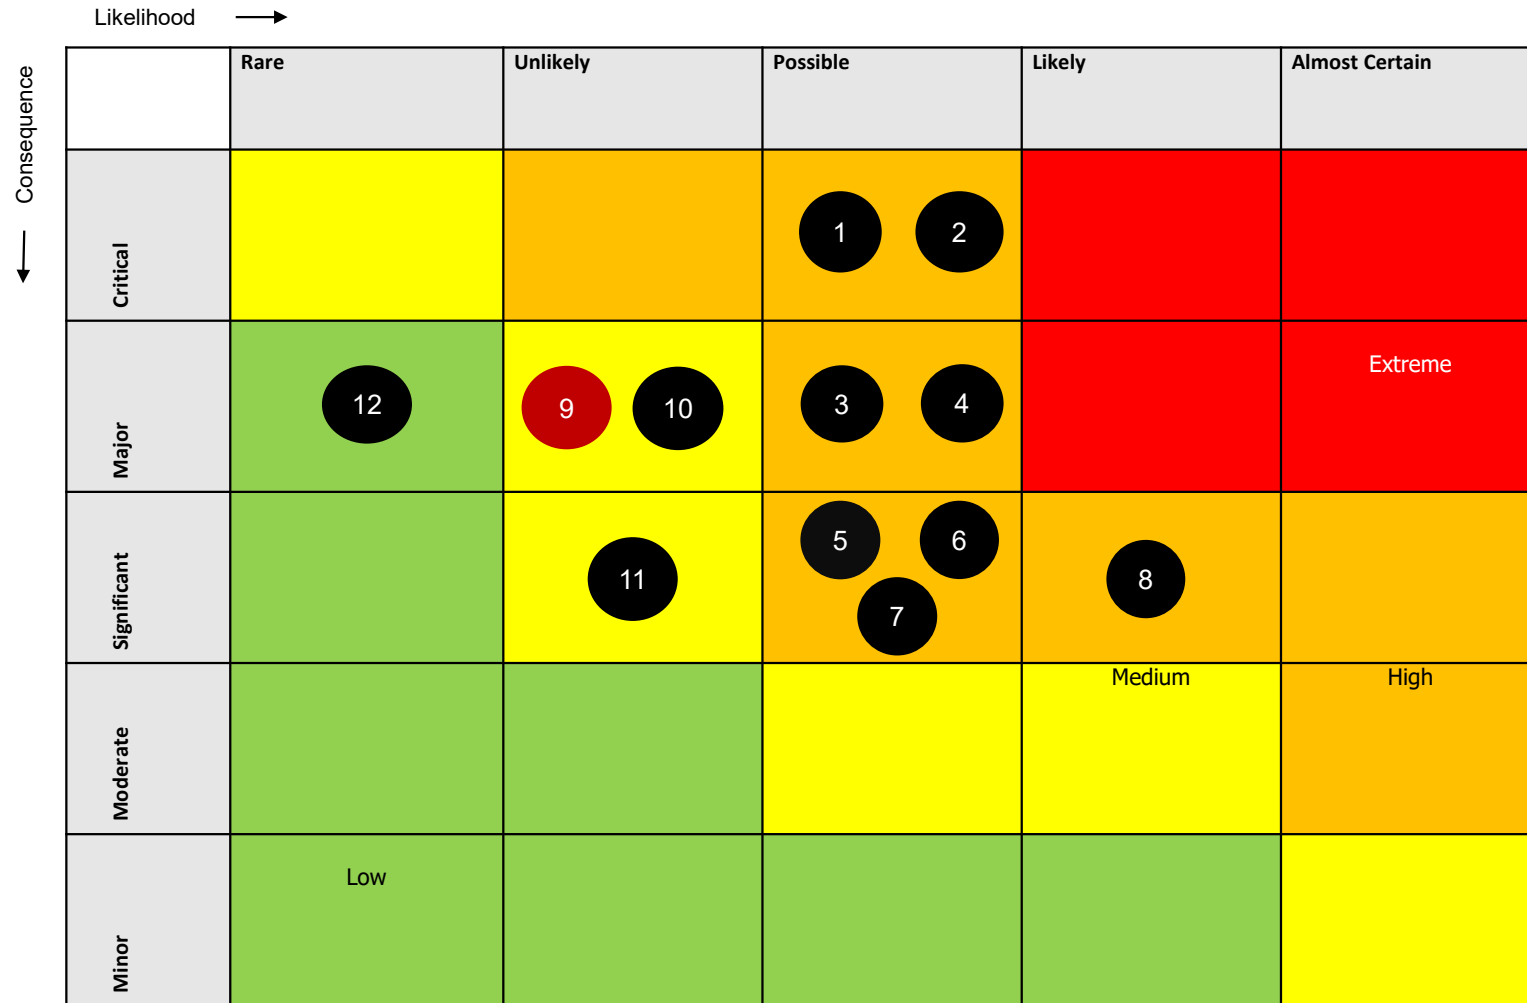 Likelihood
Consequence
Rare Unlikely Possible Likely Almost Certain
Critical
1 2
Major
12 9 10 3 4 Extreme
Significant
5 6
11 8
7
Moderate
Medium High
Minor
Low